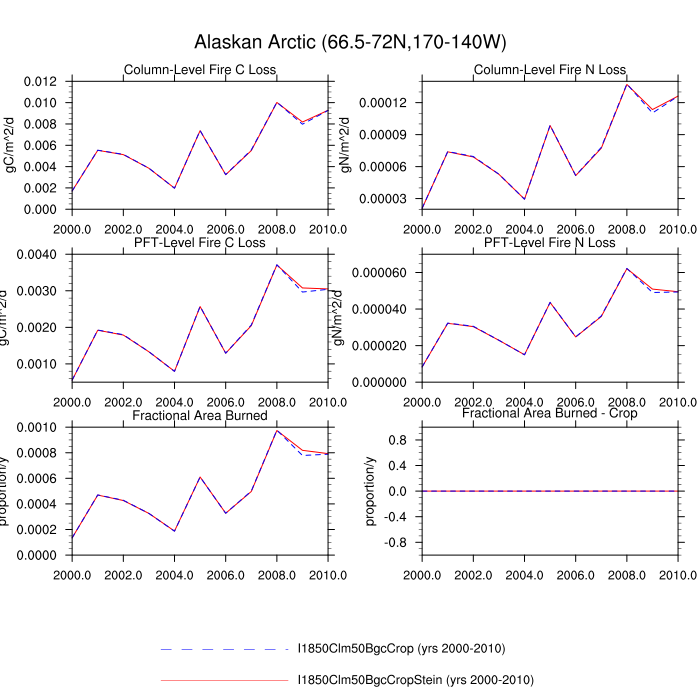 Alaskan Arctic (66.5-72N,170-140W)
Column-Level Fire C Loss
gC/m^2/d
0.012
0.010
0.008
0.006
0.004
0.002
0.000
2000.0 2002.0 2004.0 2006.0 2008.0 2010.0
Column-Level Fire N Loss
gN/m^2/d
0.00012
0.00009
0.00006
0.00003
2000.0 2002.0 2004.0 2006.0 2008.0 2010.0
PFT-Level Fire C Loss
gC/m^2/d
0.0040
0.0030
0.0020
0.0010
2000.0 2002.0 2004.0 2006.0 2008.0 2010.0
PFT-Level Fire N Loss
gN/m^2/d
0.000060
0.000040
0.000020
0.000000
2000.0 2002.0 2004.0 2006.0 2008.0 2010.0
Fractional Area Burned
proportion/y
0.0010
0.0008
0.0006
0.0004
0.0002
0.0000
2000.0 2002.0 2004.0 2006.0 2008.0 2010.0
Fractional Area Burned - Crop
proportion/y
0.8
0.4
0.0
-0.4
-0.8
2000.0 2002.0 2004.0 2006.0 2008.0 2010.0
I1850Clm50BgcCrop (yrs 2000-2010)
I1850Clm50BgcCropStein (yrs 2000-2010)